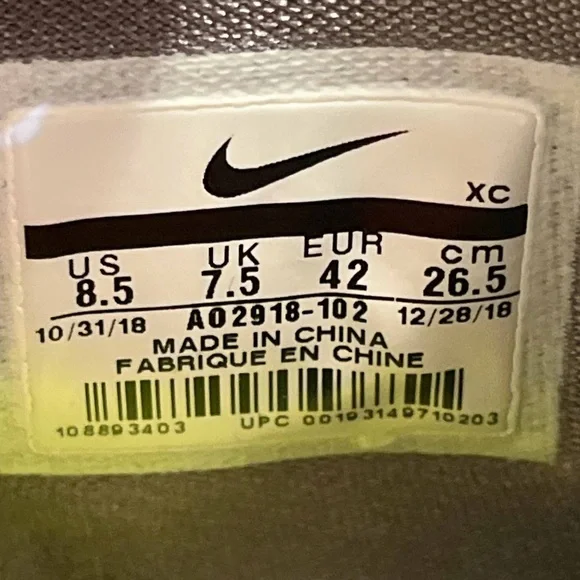 XC
US UK EUR cm
8.5 7.5 42 26.5
10/31/18 AO2918-102 12/28/18
MADE IN CHINA
FABRIQUE EN CHINE
108893403 UPC 00193149710203